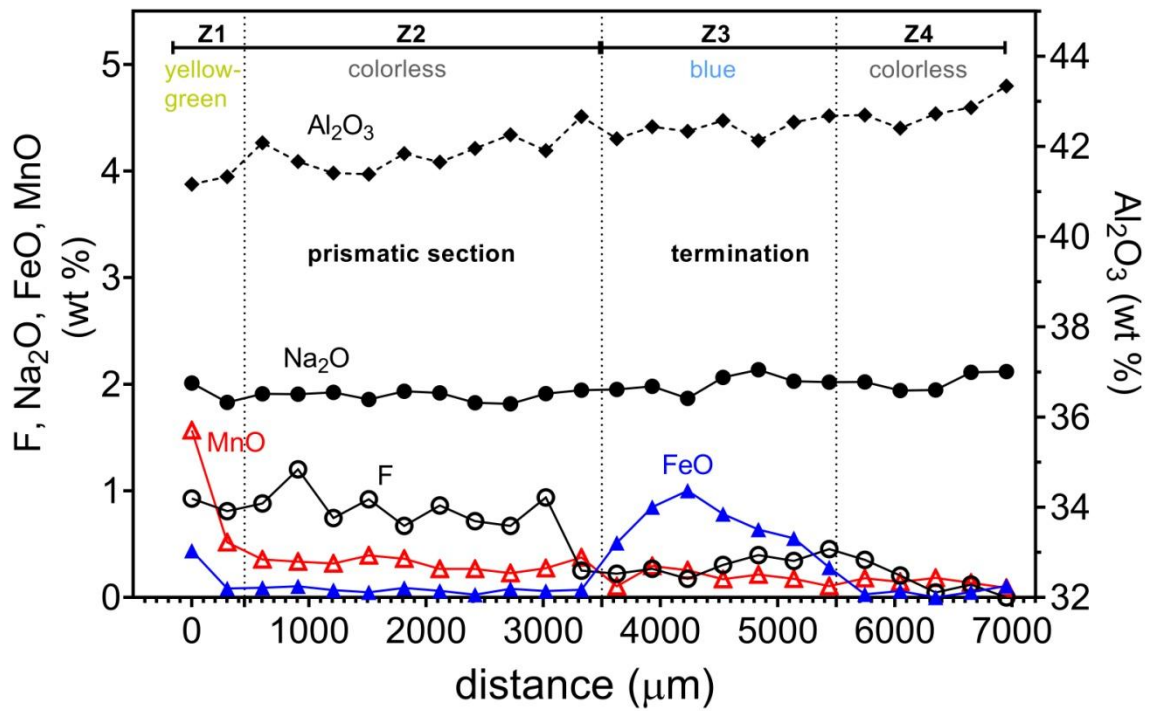 Z1 Z2 Z3 Z4
yellow-
green
colorless
blue
colorless
Al₂O₃
prismatic section
termination
Na₂O
MnO
F
FeO
F, Na₂O, FeO, MnO
(wt %)
5
4
3
2
1
0
Al₂O₃ (wt %)
44
42
40
38
36
34
32
0 1000 2000 3000 4000 5000 6000 7000
distance (μm)